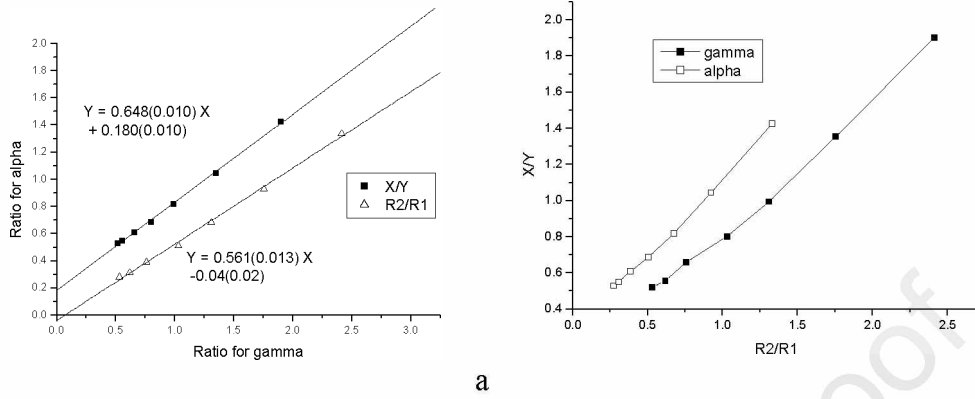 2.0
1.8
1.6
1.4
1.2
1.0
0.8
0.6
0.4
0.2
0.0
Ratio for alpha
Y = 0.648(0.010) X
+ 0.180(0.010)
X/Y
R2/R1
Y = 0.561(0.013) X
-0.04(0.02)
0.0 0.5 1.0 1.5 2.0 2.5 3.0
Ratio for gamma
2.0
1.8
1.6
1.4
1.2
1.0
0.8
0.6
0.4
X/Y
gamma
alpha
0.0 0.5 1.0 1.5 2.0 2.5
R2/R1
a
oof